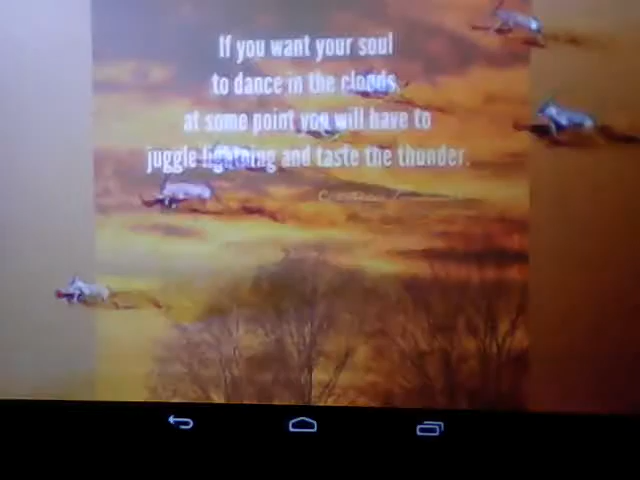 If you want your soul
to dance in the clouds,
at some point you will have to
juggle lightning and taste the thunder.